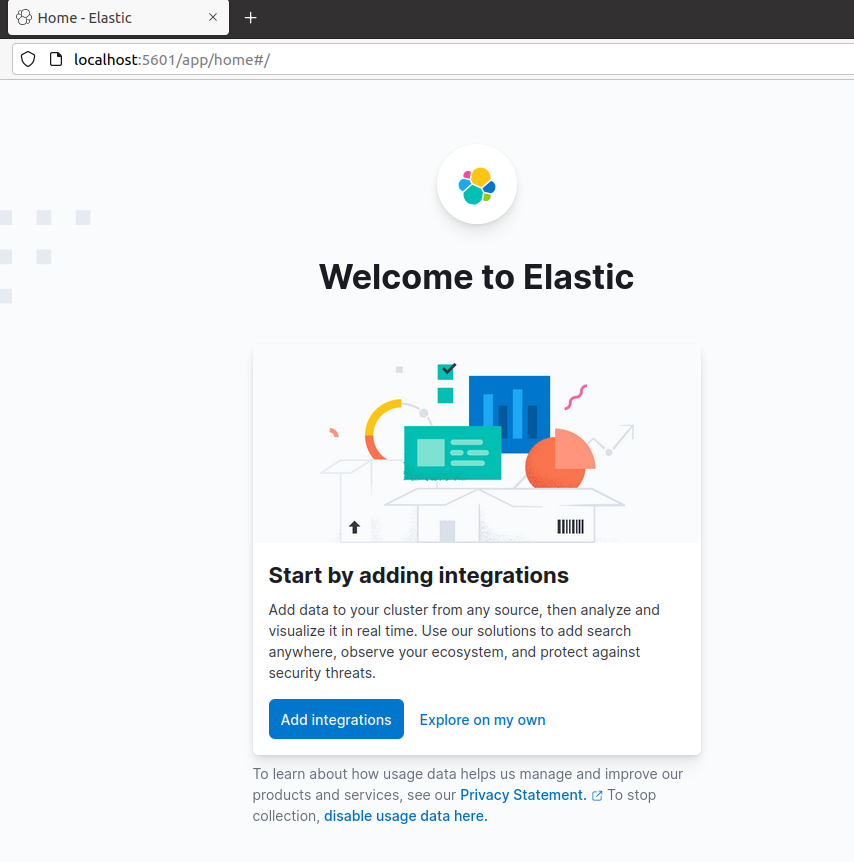 Home - Elastic
localhost:5601/app/home#/
Welcome to Elastic
Start by adding integrations
Add data to your cluster from any source, then analyze and
visualize it in real time. Use our solutions to add search
anywhere, observe your ecosystem, and protect against
security threats.
Add integrations Explore on my own
To learn about how usage data helps us manage and improve our
products and services, see our Privacy Statement. To stop
collection, disable usage data here.